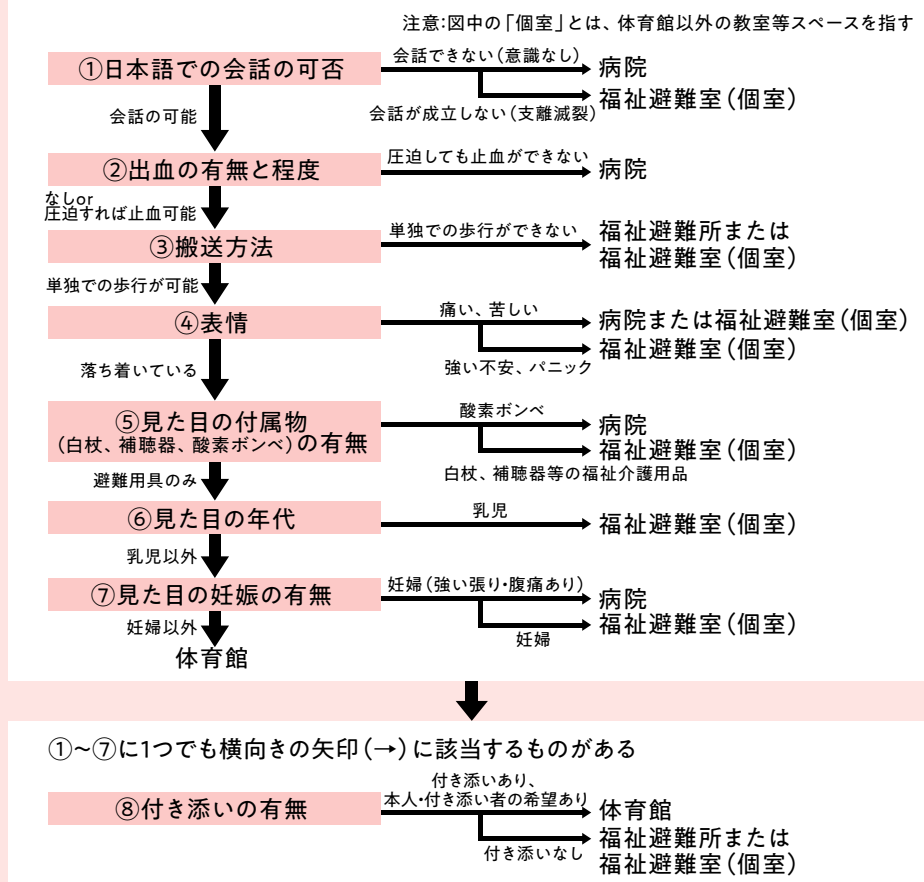 注意:図中の「個室」とは、体育館以外の教室等スペースを指す
①日本語での会話の可否
会話できない(意識なし)
病院
福祉避難室(個室)
会話が成立しない(支離滅裂)
会話の可能
②出血の有無と程度
圧迫しても止血ができない
病院
なしor
圧迫すれば止血可能
③搬送方法
単独での歩行ができない
福祉避難所または
福祉避難室(個室)
単独での歩行が可能
④表情
痛い、苦しい
病院または福祉避難室(個室)
福祉避難室(個室)
強い不安、パニック
落ち着いている
⑤見た目の付属物
(白杖、補聴器、酸素ボンベ)の有無
酸素ボンベ
病院
福祉避難室(個室)
白杖、補聴器等の福祉介護用品
避難用具のみ
⑥見た目の年代
乳児
福祉避難室(個室)
乳児以外
⑦見た目の妊娠の有無
妊婦(強い張り・腹痛あり)
病院
福祉避難室(個室)
妊婦
妊婦以外
体育館
①~⑦に1つでも横向きの矢印(→)に該当するものがある
⑧付き添いの有無
付き添いあり、
本人・付き添い者の希望あり
体育館
福祉避難所または
福祉避難室(個室)
付き添いなし